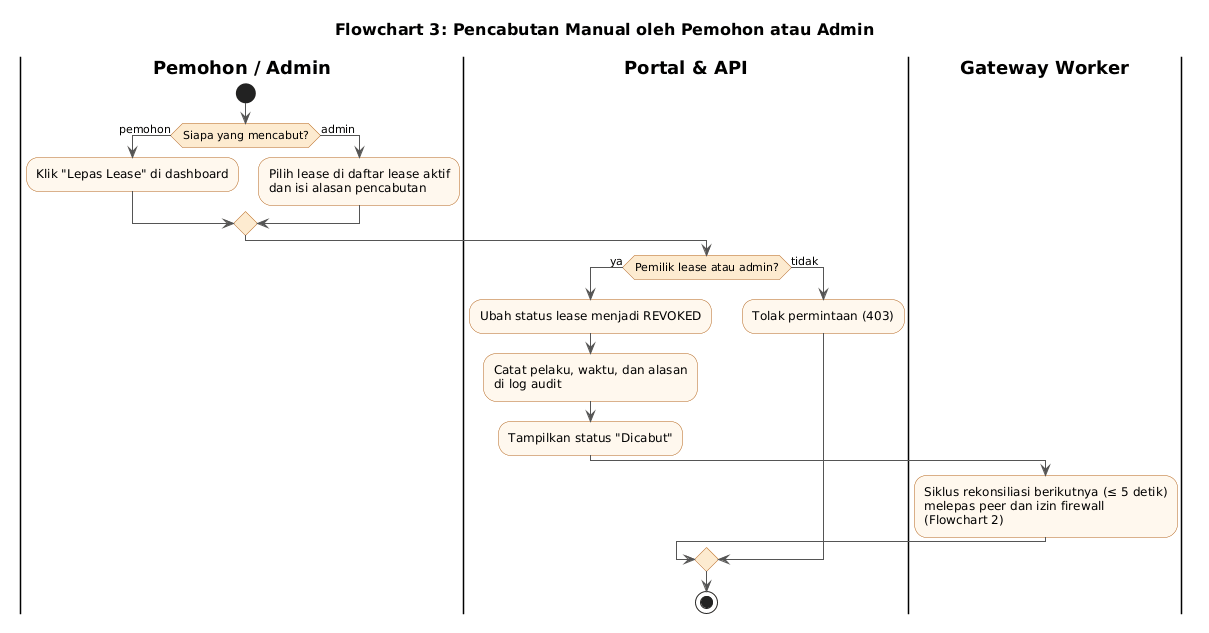 Flowchart 3: Pencabutan Manual oleh Pemohon atau Admin
Pemohon / Admin
Portal & API
Gateway Worker
Siapa yang mencabut?
pemohon
admin
Klik "Lepas Lease" di dashboard
Pilih lease di daftar lease aktif
dan isi alasan pencabutan
Pemilik lease atau admin?
ya
tidak
Ubah status lease menjadi REVOKED
Tolak permintaan (403)
Catat pelaku, waktu, dan alasan
di log audit
Tampilkan status "Dicabut"
Siklus rekonsiliasi berikutnya (≤ 5 detik)
melepas peer dan izin firewall
(Flowchart 2)